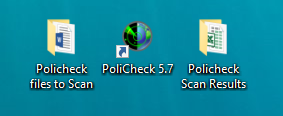 Policheck
files to Scan
PoliCheck 5.7
Policheck
Scan Results